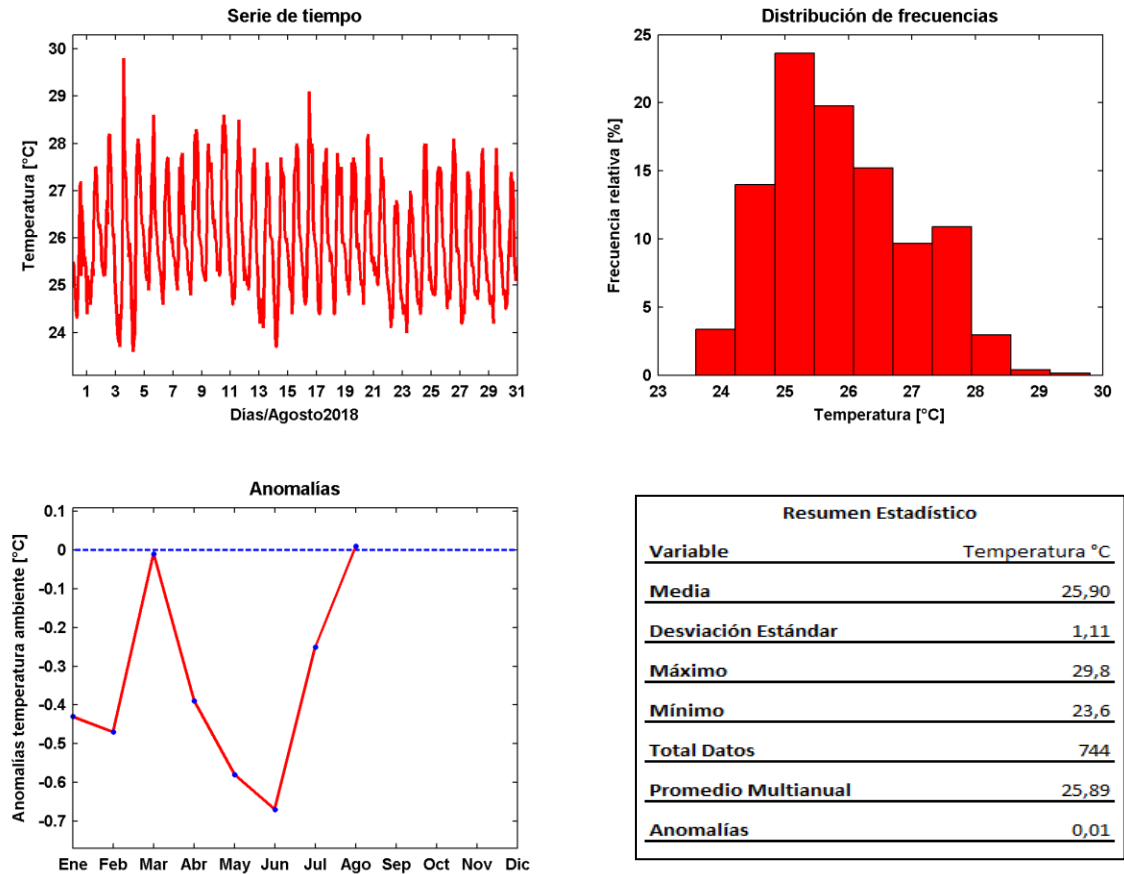 Serie de tiempo
30
29
28
27
26
25
24
Temperatura [°C]
1 3 5 7 9 11 13 15 17 19 21 23 25 27 29 31
Dias/Agosto2018
Distribución de frecuencias
25
20
15
10
5
0
Frecuencia relativa [%]
23 24 25 26 27 28 29 30
Temperatura [°C]
Anomalías
0.1
0
-0.1
-0.2
-0.3
-0.4
-0.5
-0.6
-0.7
Anomalías temperatura ambiente [°C]
Ene Feb Mar Abr May Jun Jul Ago Sep Oct Nov Dic
Resumen Estadístico
Variable Temperatura °C
Media 25,90
Desviación Estándar 1,11
Máximo 29,8
Mínimo 23,6
Total Datos 744
Promedio Multianual 25,89
Anomalías 0,01